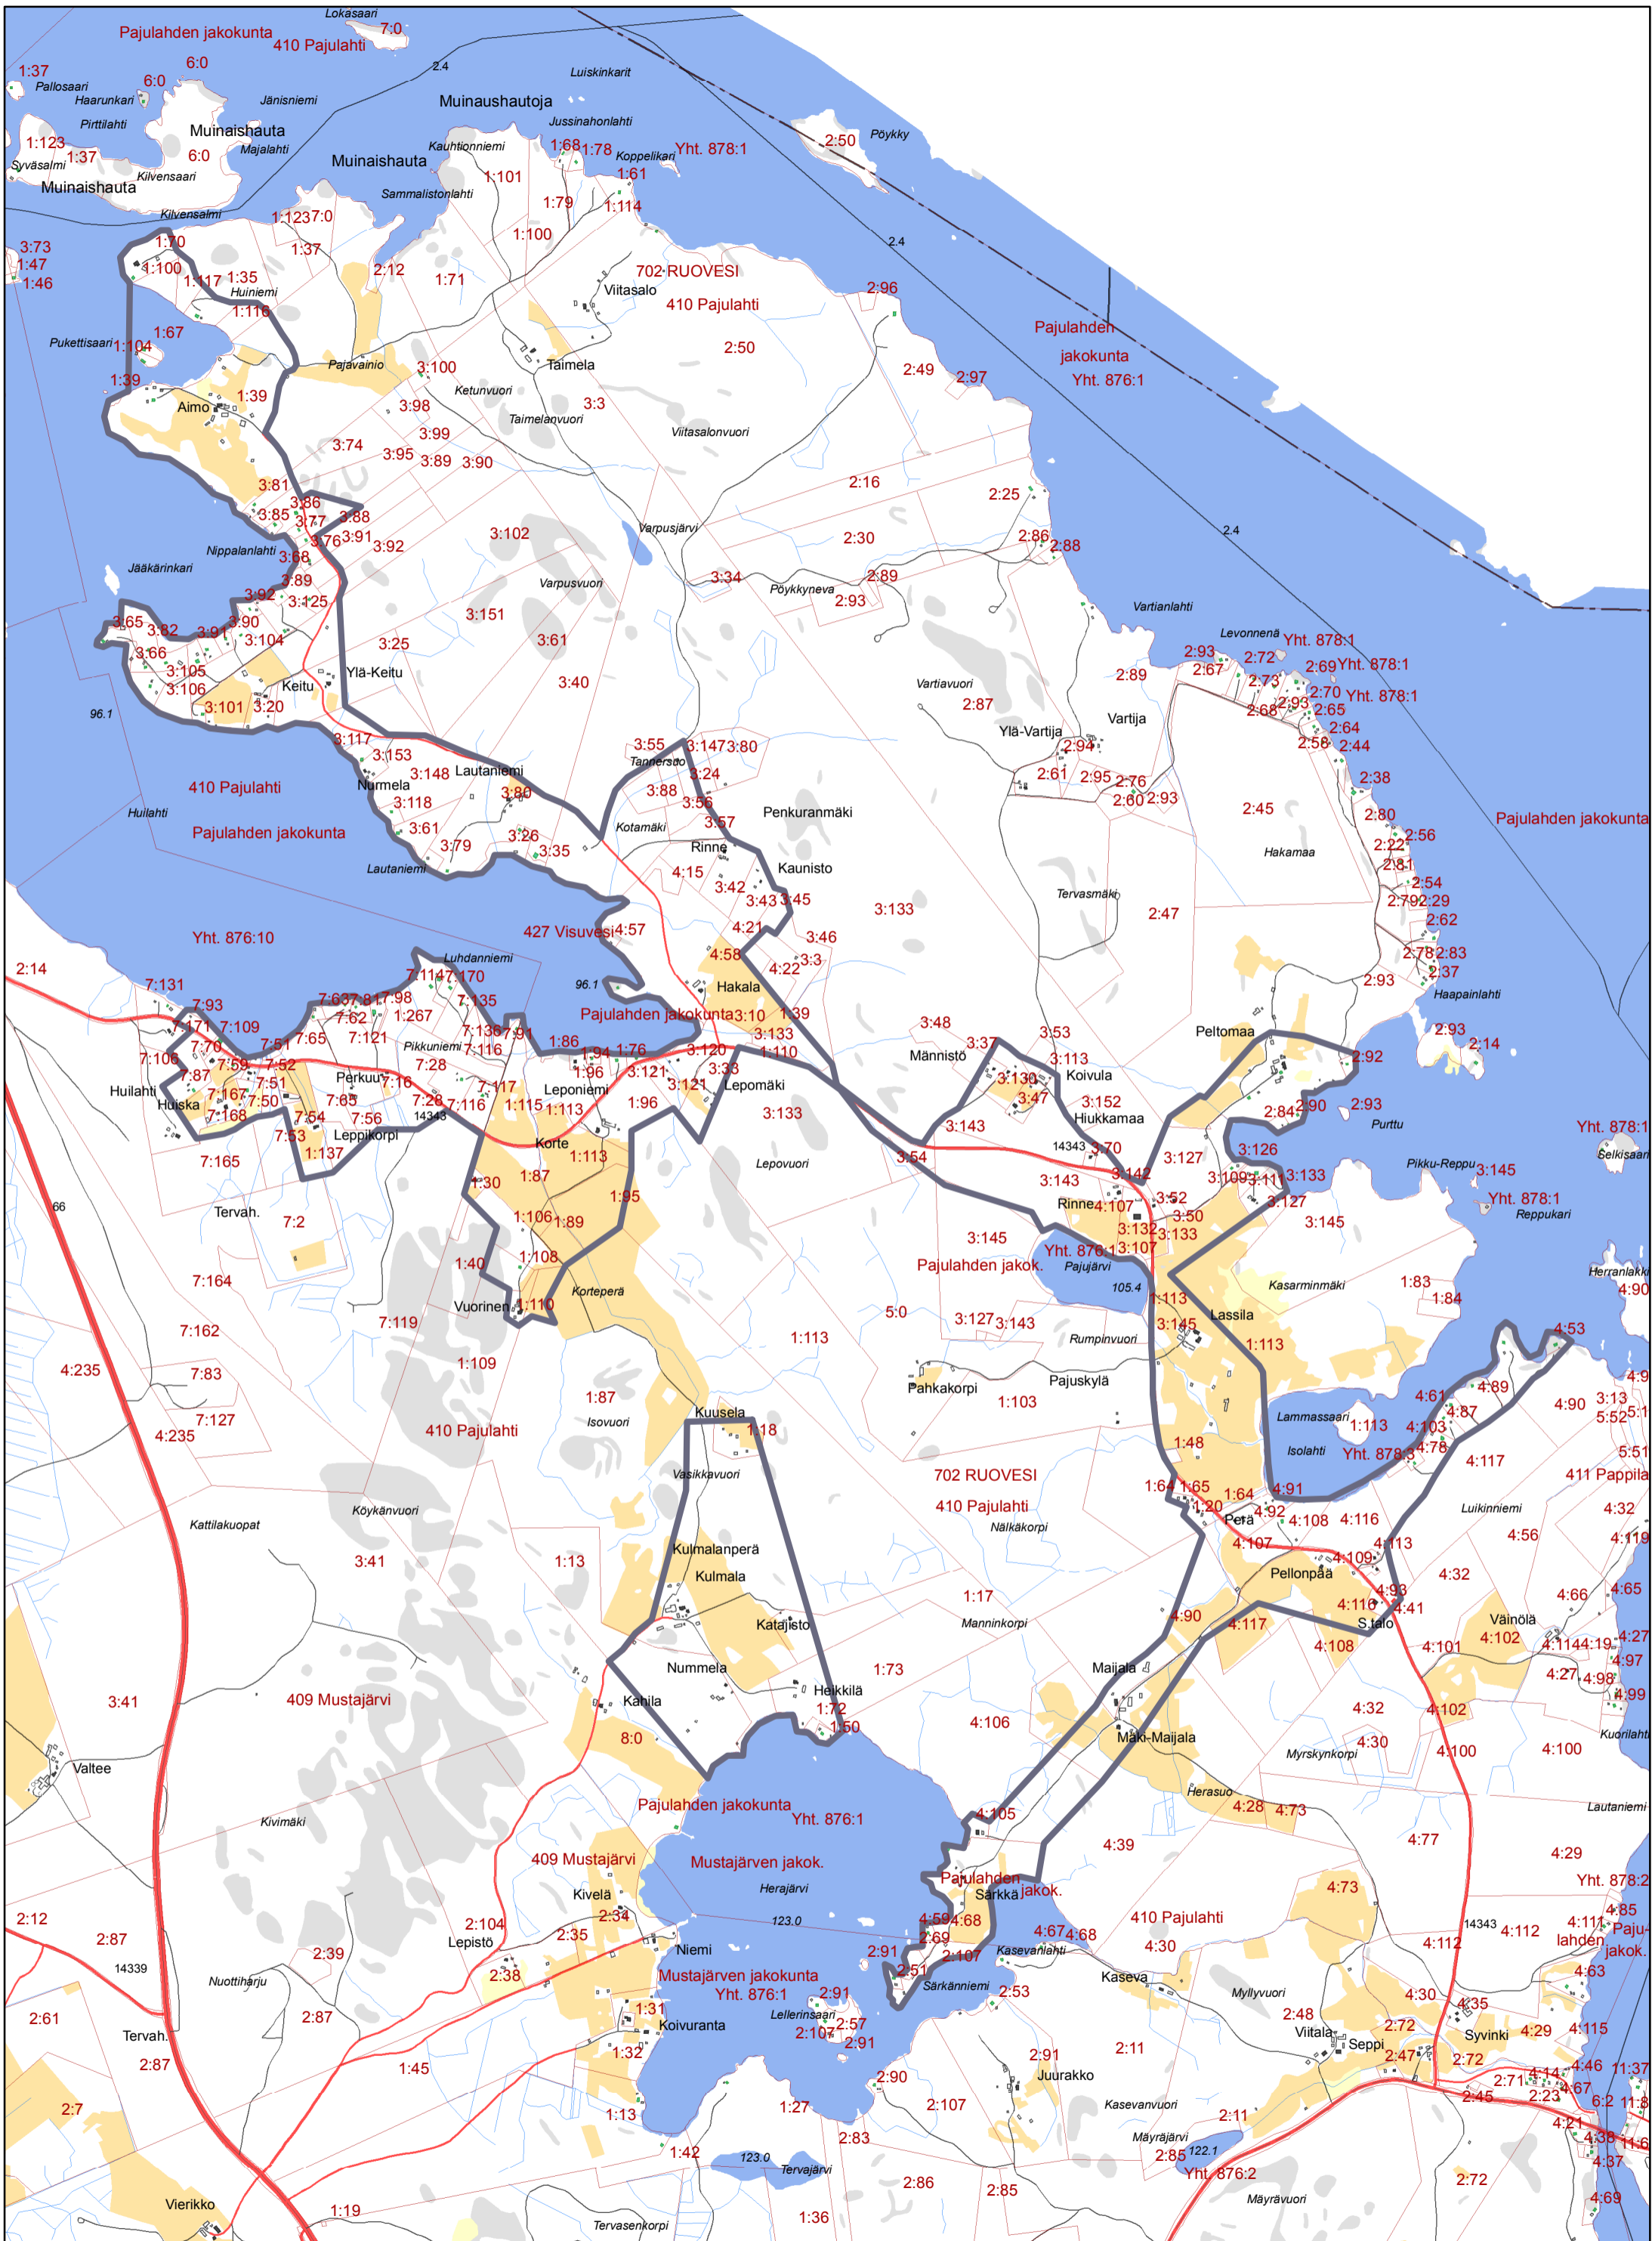 Lokasaari
7:0
Pajulahden jakokunta
410 Pajulahti
6:0
1:37
Pallosaari
6:0
Haarunkari
Jänisniemi
Pirttilahti
Muinaishauta
2.4
Luiskinkarit
Muinaushautoja
Jussinahonlahti
2:50
Pöykky
1:123
1:37
Syväsalmi
6:0
Majalahti
Kilvensaari
Muinaishauta
Muinaishauta
Kauhtionniemi
1:68
1:78
Koppelikari
Yht. 878:1
1:101
1:61
Sammalistonlahti
1:79
1:114
Kilvensalmi
1:123
7:0
1:37
1:100
3:73
1:47
1:46
1:70
1:100
1:117
1:35
Huiniemi
1:116
2:12
1:71
702 RUOVESI
Viitasalo
410 Pajulahti
2:96
2.4
1:67
Pukettisaari
1:104
1:39
1:39
Aimo
Pajavainio
3:100
Ketunvuori
Taimela
2:50
2:49
2:97
Pajulahden
jakokunta
Yht. 876:1
3:98
3:3
Taimelanvuori
Viitasalonvuori
3:74
3:99
3:95
3:89
3:90
3:81
3:86
3:85
3:77
3:88
3:76
3:91
3:92
3:102
2:16
2:25
2:30
2:86
2:88
2.4
Varpusjärvi
Nippalanlahti
3:68
Jääkärinkari
3:89
3:92
3:125
Varpusvuori
3:34
Pöykkyneva
2:89
2:93
Vartianlahti
3:65
3:82
3:91
3:90
3:104
3:66
3:105
3:106
3:101
3:20
Keitu
Ylä-Keitu
3:25
3:151
3:61
3:40
Levonnenä
Yht. 878:1
2:93
2:72
2:67
2:69
Yht. 878:1
2:73
2:70
Yht. 878:1
2:93
2:68
2:65
2:64
2:58
2:44
2:89
Vartiavuori
2:87
Vartija
Ylä-Vartija
2:94
2:61
2:95
2:76
2:60
2:93
2:38
96.1
3:117
3:153
3:148
Lautaniemi
Nurmela
3:80
3:118
3:61
3:79
3:26
3:35
Lautaniemi
3:55
3:147
3:80
Tannersuo
3:24
3:88
3:56
3:57
Kotamäki
Penkuranmäki
Rinne
Kaunisto
4:15
3:42
3:43
3:45
4:21
3:46
410 Pajulahti
Huilahti
Pajulahden jakokunta
2:45
2:80
2:56
2:22
2:81
Hakamaa
2:54
2:79
2:29
2:62
Pajulahden jakokunta
Tervasmäki
2:47
3:133
Yht. 876:10
427 Visuvesi
4:57
4:58
4:22
3:3
Hakala
1:39
2:78
2:83
2:37
2:93
Haapainlahti
2:14
Luhdanniemi
7:114
7:170
7:131
7:93
7:63
7:81
7:98
7:135
7:62
1:267
7:171
7:109
7:65
7:121
7:136
7:91
7:116
96.1
Pajulahden jakokunta
3:10
3:133
1:86
1:94
1:76
3:120
1:110
7:51
7:70
7:106
7:59
7:52
7:87
7:51
Pikkuniemi
7:28
Perkuu
7:16
Huilahti
Huiska
7:167
7:50
7:65
7:168
7:54
7:56
7:28
7:116
7:117
1:115
Leppikorpi
14343
7:53
1:137
7:165
1:96
Leponiemi
3:121
3:33
3:121
Lepomäki
1:96
3:133
1:113
Korte
1:113
3:48
Männistö
3:37
3:53
3:113
3:130
Koivula
3:47
3:152
3:143
Hiukkamaa
Lepovuori
Peltomaa
2:93
2:14
2:92
2:84
2:90
2:93
Purttu
14343
3:70
3:54
3:127
3:126
3:142
3:143
3:109
3:111
3:133
3:127
Pikku-Reppu
Yht. 878:1
Selkisaari
3:145
Yht. 878:1
Reppukari
66
Tervah.
7:2
1:30
1:87
1:95
1:106
1:89
1:40
1:108
1:110
Vuorinen
Korteperä
Rinne
4:107
3:52
3:50
3:132
3:133
3:107
3:145
Yht. 876:1
Pajulahden jakok.
Pajujärvi
105.4
3:145
Kasarminmäki
1:83
1:84
Herranlakki
4:90
7:164
7:119
7:162
5:0
3:127
3:143
Rumpinvuori
1:113
3:145
Lassila
1:113
4:53
4:235
7:83
1:109
1:113
Pahkakorpi
Pajuskylä
1:103
7:127
4:235
410 Pajulahti
1:87
Isovuori
Kuusela
1:18
Vasikkavuori
1:48
Lammassaari
1:113
Isolahti
4:61
4:89
4:87
4:103
Yht. 878:3
4:78
4:117
4:90
4:9
3:13
5:52
5:1
5:51
411 Pappila
702 RUOVESI
410 Pajulahti
Nälkäkorpi
1:64
1:65
1:20
1:64
4:91
Perä
4:92
4:108
4:116
Luikinniemi
4:32
4:56
4:119
Köykänvuori
Kattilakuopat
3:41
1:13
Kulmalanperä
Kulmala
Katajisto
4:107
4:109
4:113
Pellonpää
4:93
4:116
4:41
S.talo
4:32
4:66
4:65
Väinölä
4:102
1:17
Manninkorpi
4:90
4:117
4:108
4:101
4:114
4:19
4:27
4:97
4:27
4:98
4:99
3:41
409 Mustajärvi
Nummela
Kahila
8:0
Heikkilä
1:72
1:50
1:73
Maijala
4:106
Mäki-Maijala
4:32
4:30
Myrskynkorpi
4:102
4:100
4:100
Kuorilahti
Valtee
Kivimäki
Pajulahden jakokunta
Yht. 876:1
4:105
Herasuo
4:28
4:73
4:77
Lautaniemi
4:39
4:29
409 Mustajärvi
Mustajärven jakok.
Herajärvi
Pajulahden
jakok.
Särkkä
4:73
Yht. 878:2
Kivelä
2:34
2:12
2:87
2:104
2:35
Lepistö
2:38
Niemi
123.0
4:59
4:68
2:69
2:107
2:91
2:51
Kasevanlahti
4:67
4:68
410 Pajulahti
4:30
14343
4:112
4:112
4:85
4:111
Paju-
lahden
jakok.
14339
2:39
Nuottiharju
2:87
2:61
Tervah.
2:87
Mustajärven jakokunta
Yht. 876:1
2:91
Lellerinsaari
2:57
2:107
2:91
Särkänniemi
2:53
Kaseva
Myllyvuori
2:48
4:63
4:30
4:35
1:31
Koivuranta
1:32
1:45
Viitala
Seppi
2:72
2:47
Syvinki
2:72
4:29
4:115
2:91
Juurakko
2:11
2:90
2:107
1:27
1:13
Kasevanvuori
2:11
2:45
2:71
4:14
4:46
11:37
2:23
4:67
6:2
11:8
4:21
4:38
11:6
4:37
2:7
1:42
123.0
Tervajärvi
2:83
2:86
2:85
Mäyräjärvi
2:85
122.1
Yht. 876:2
Mäyrävuori
2:72
4:69
Vierikko
1:19
Tervasenkorpi
1:36